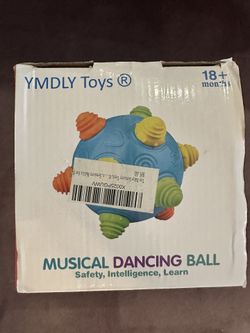 YMDLY Toys ®
18+
months
MUSICAL DANCING BALL
Safety, Intelligence, Learn